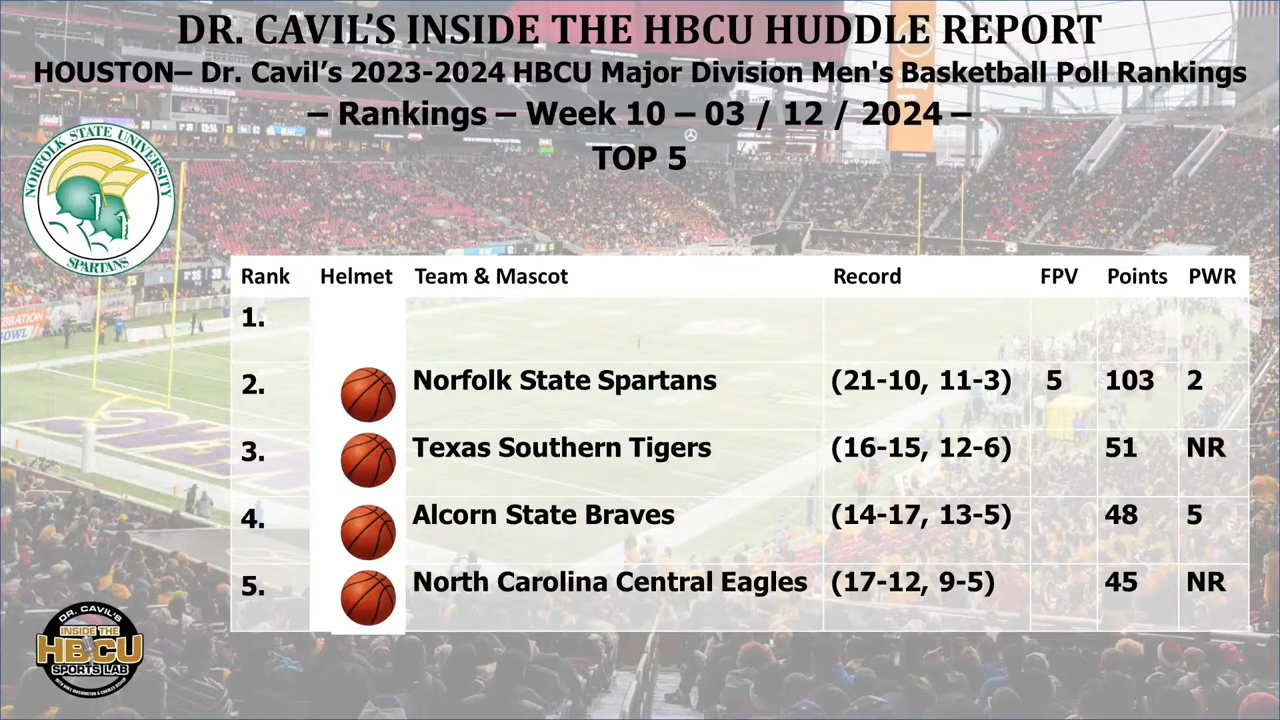 DR. CAVIL’S INSIDE THE HBCU HUDDLE REPORT
HOUSTON– Dr. Cavil’s 2023-2024 HBCU Major Division Men's Basketball Poll Rankings
– Rankings – Week 10 – 03 / 12 / 2024 –
TOP 5
NORFOLK STATE UNIVERSITY
SPARTANS
Rank Helmet Team & Mascot Record FPV Points PWR
1.
2. Norfolk State Spartans (21-10, 11-3) 5 103 2
3. Texas Southern Tigers (16-15, 12-6) 51 NR
4. Alcorn State Braves (14-17, 13-5) 48 5
5. North Carolina Central Eagles (17-12, 9-5) 45 NR
DR. CAVIL'S
INSIDE THE
HBCU
SPORTS LAB